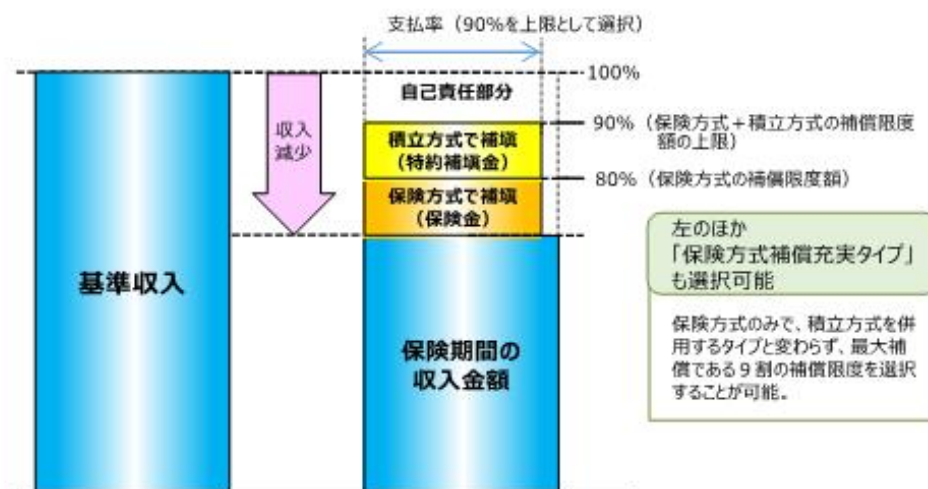 支払率（90%を上限として選択）
100%
自己責任部分
収入
減少
90%（保険方式＋積立方式の補償限度
額の上限）
積立方式で補塡
（特約補塡金）
80%（保険方式の補償限度額）
保険方式で補塡
（保険金）
基準収入
保険期間の
収入金額
左のほか
「保険方式補償充実タイプ」
も選択可能
保険方式のみで、積立方式を併
用するタイプと変わらず、最大補
償である９割の補償限度を選択
することが可能。